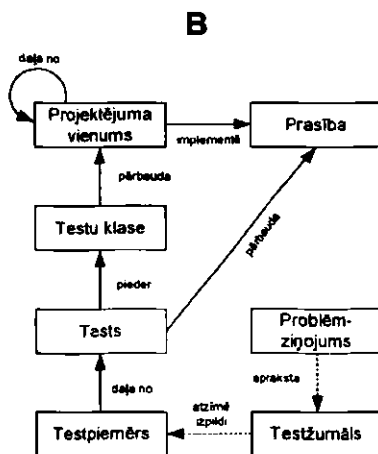 B
daļa no
Projektējuma
vienums
implementē
Prasība
pārbauda
Testu klase
pārbauda
pieder
Tests
Problēm-
ziņojums
daļa no
apraksta
atzīmē
izpildi
Testpiemērs
Testžurnāls